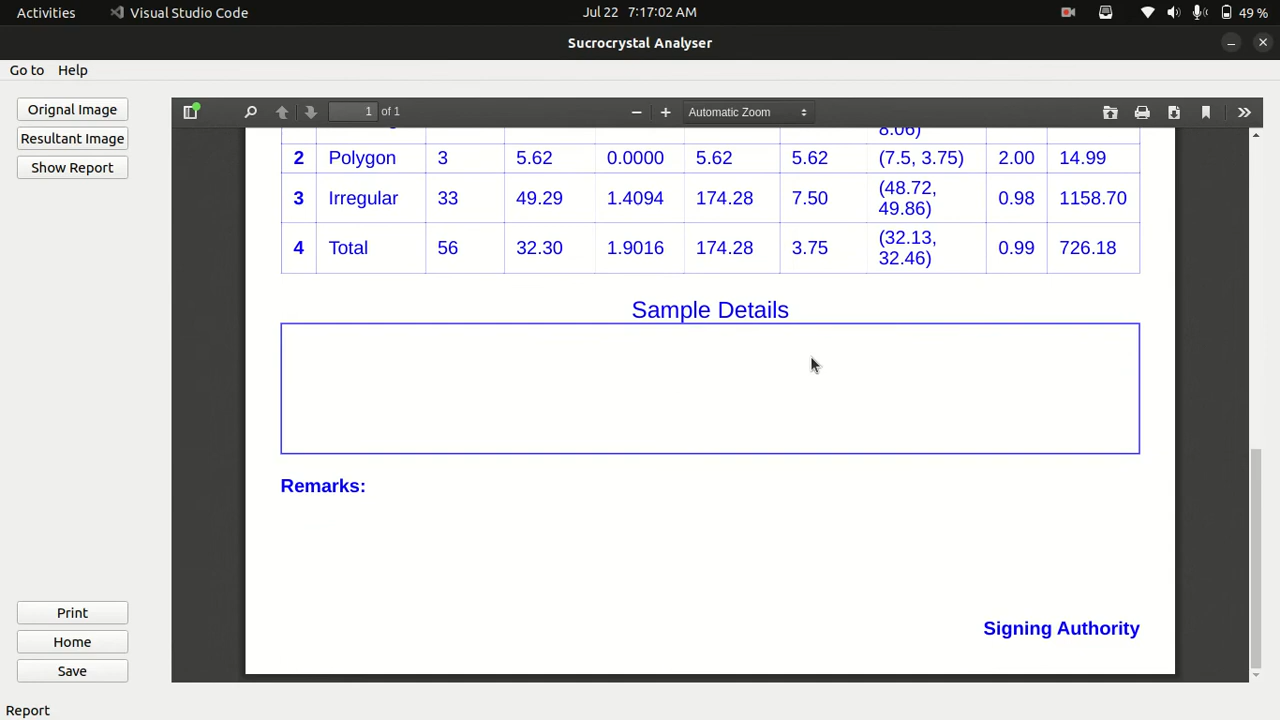 Activities Visual Studio Code Jul 22 7:17:02 AM 49 %
Sucrocrystal Analyser
Go to Help
Orignal Image
Resultant Image
Show Report
1 of 1
Automatic Zoom
8.06)
2 Polygon 3 5.62 0.0000 5.62 5.62 (7.5, 3.75) 2.00 14.99
3 Irregular 33 49.29 1.4094 174.28 7.50 (48.72, 49.86) 0.98 1158.70
4 Total 56 32.30 1.9016 174.28 3.75 (32.13, 32.46) 0.99 726.18
Sample Details
Remarks:
Signing Authority
Print
Home
Save
Report